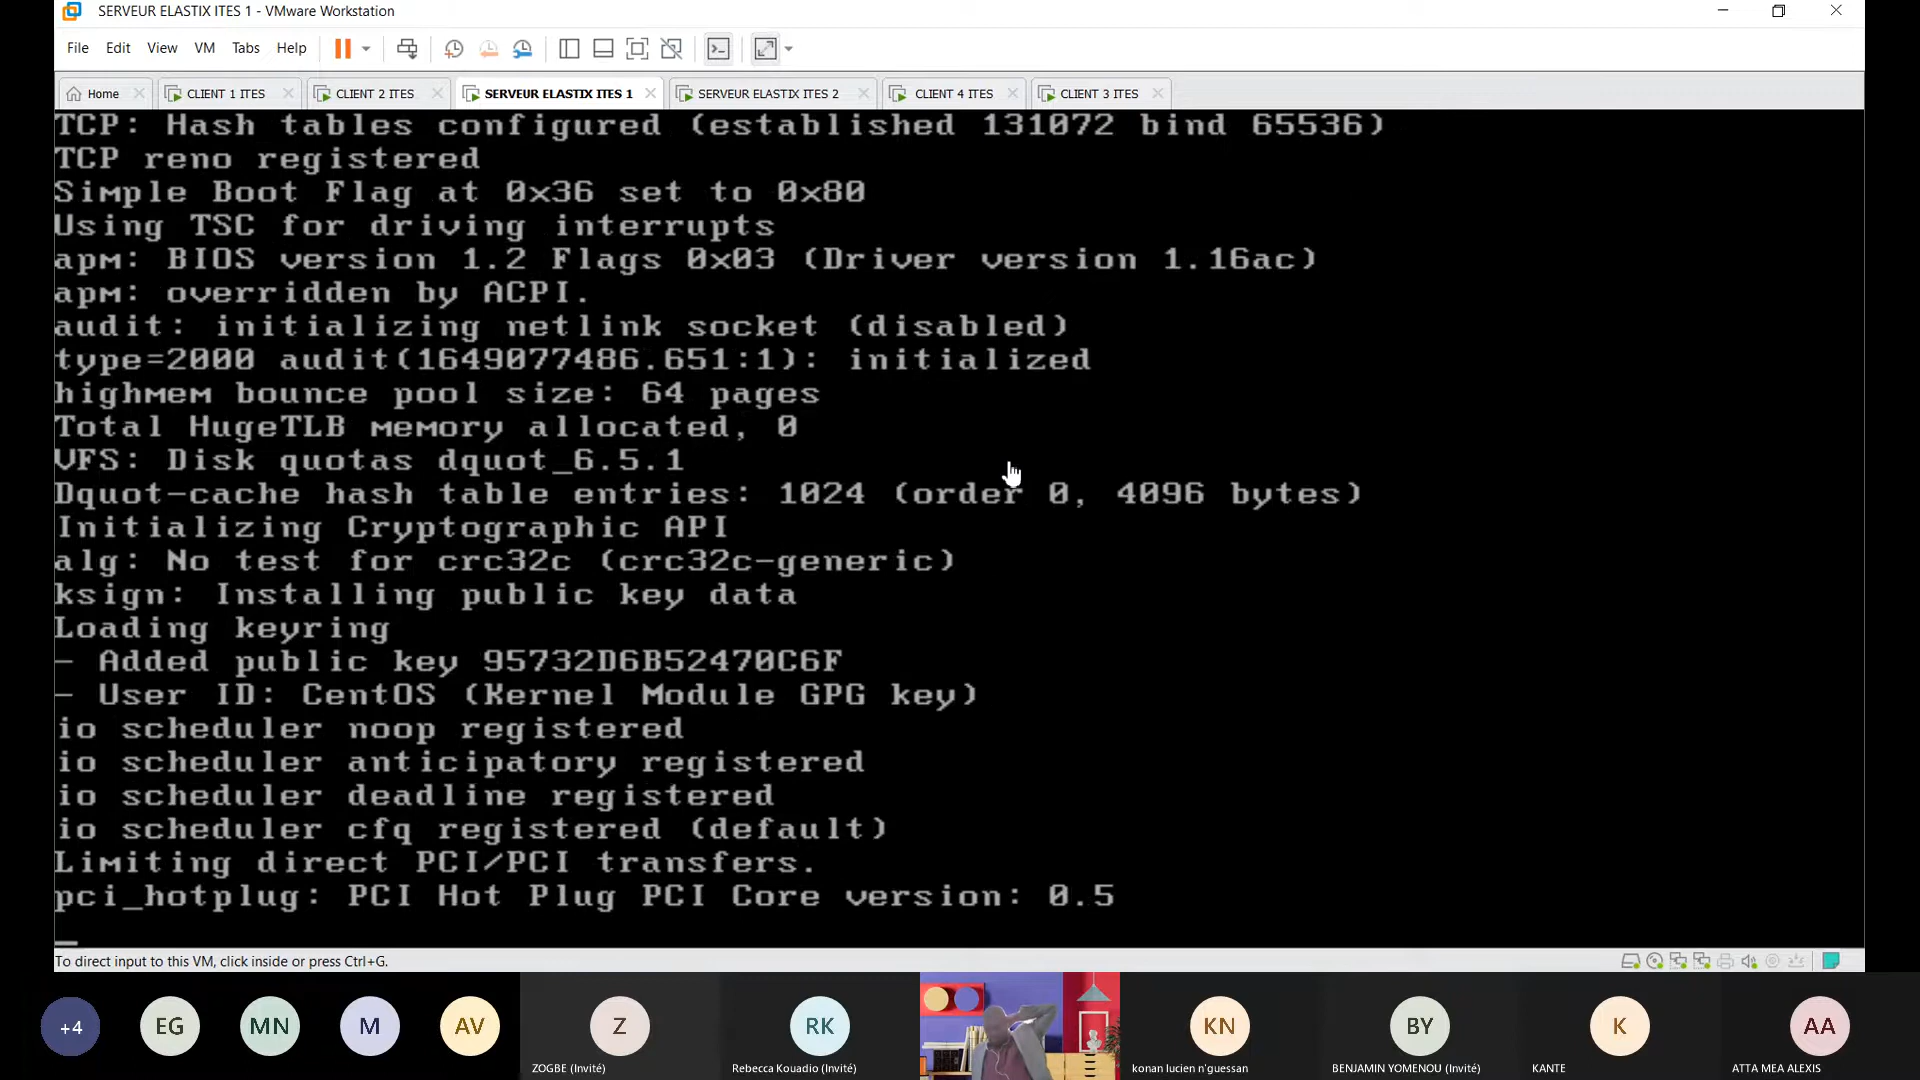 SERVEUR ELASTIX ITES 1 - VMware Workstation
File Edit View VM Tabs Help
Home CLIENT 1 ITES CLIENT 2 ITES SERVEUR ELASTIX ITES 1 SERVEUR ELASTIX ITES 2 CLIENT 4 ITES CLIENT 3 ITES
TCP: Hash tables configured (established 131072 bind 65536)
TCP reno registered
Simple Boot Flag at 0x36 set to 0x80
Using TSC for driving interrupts
apm: BIOS version 1.2 Flags 0x03 (Driver version 1.16ac)
apm: overridden by ACPI.
audit: initializing netlink socket (disabled)
type=2000 audit(1649077486.651:1): initialized
highmem bounce pool size: 64 pages
Total HugeTLB memory allocated, 0
VFS: Disk quotas dquot_6.5.1
Dquot-cache hash table entries: 1024 (order 0, 4096 bytes)
Initializing Cryptographic API
alg: No test for crc32c (crc32c-generic)
ksign: Installing public key data
Loading keyring
- Added public key 95732D6B52470C6F
- User ID: CentOS (Kernel Module GPG key)
io scheduler noop registered
io scheduler anticipatory registered
io scheduler deadline registered
io scheduler cfq registered (default)
Limiting direct PCI/PCI transfers.
pci_hotplug: PCI Hot Plug PCI Core version: 0.5
To direct input to this VM, click inside or press Ctrl+G.
+4 EG MN M AV Z RK KN BY K AA
ZOGBE (Invité) Rebecca Kouadio (Invité) konan lucien n'guessan BENJAMIN YOMENOU (Invité) KANTE ATTA MEA ALEXIS